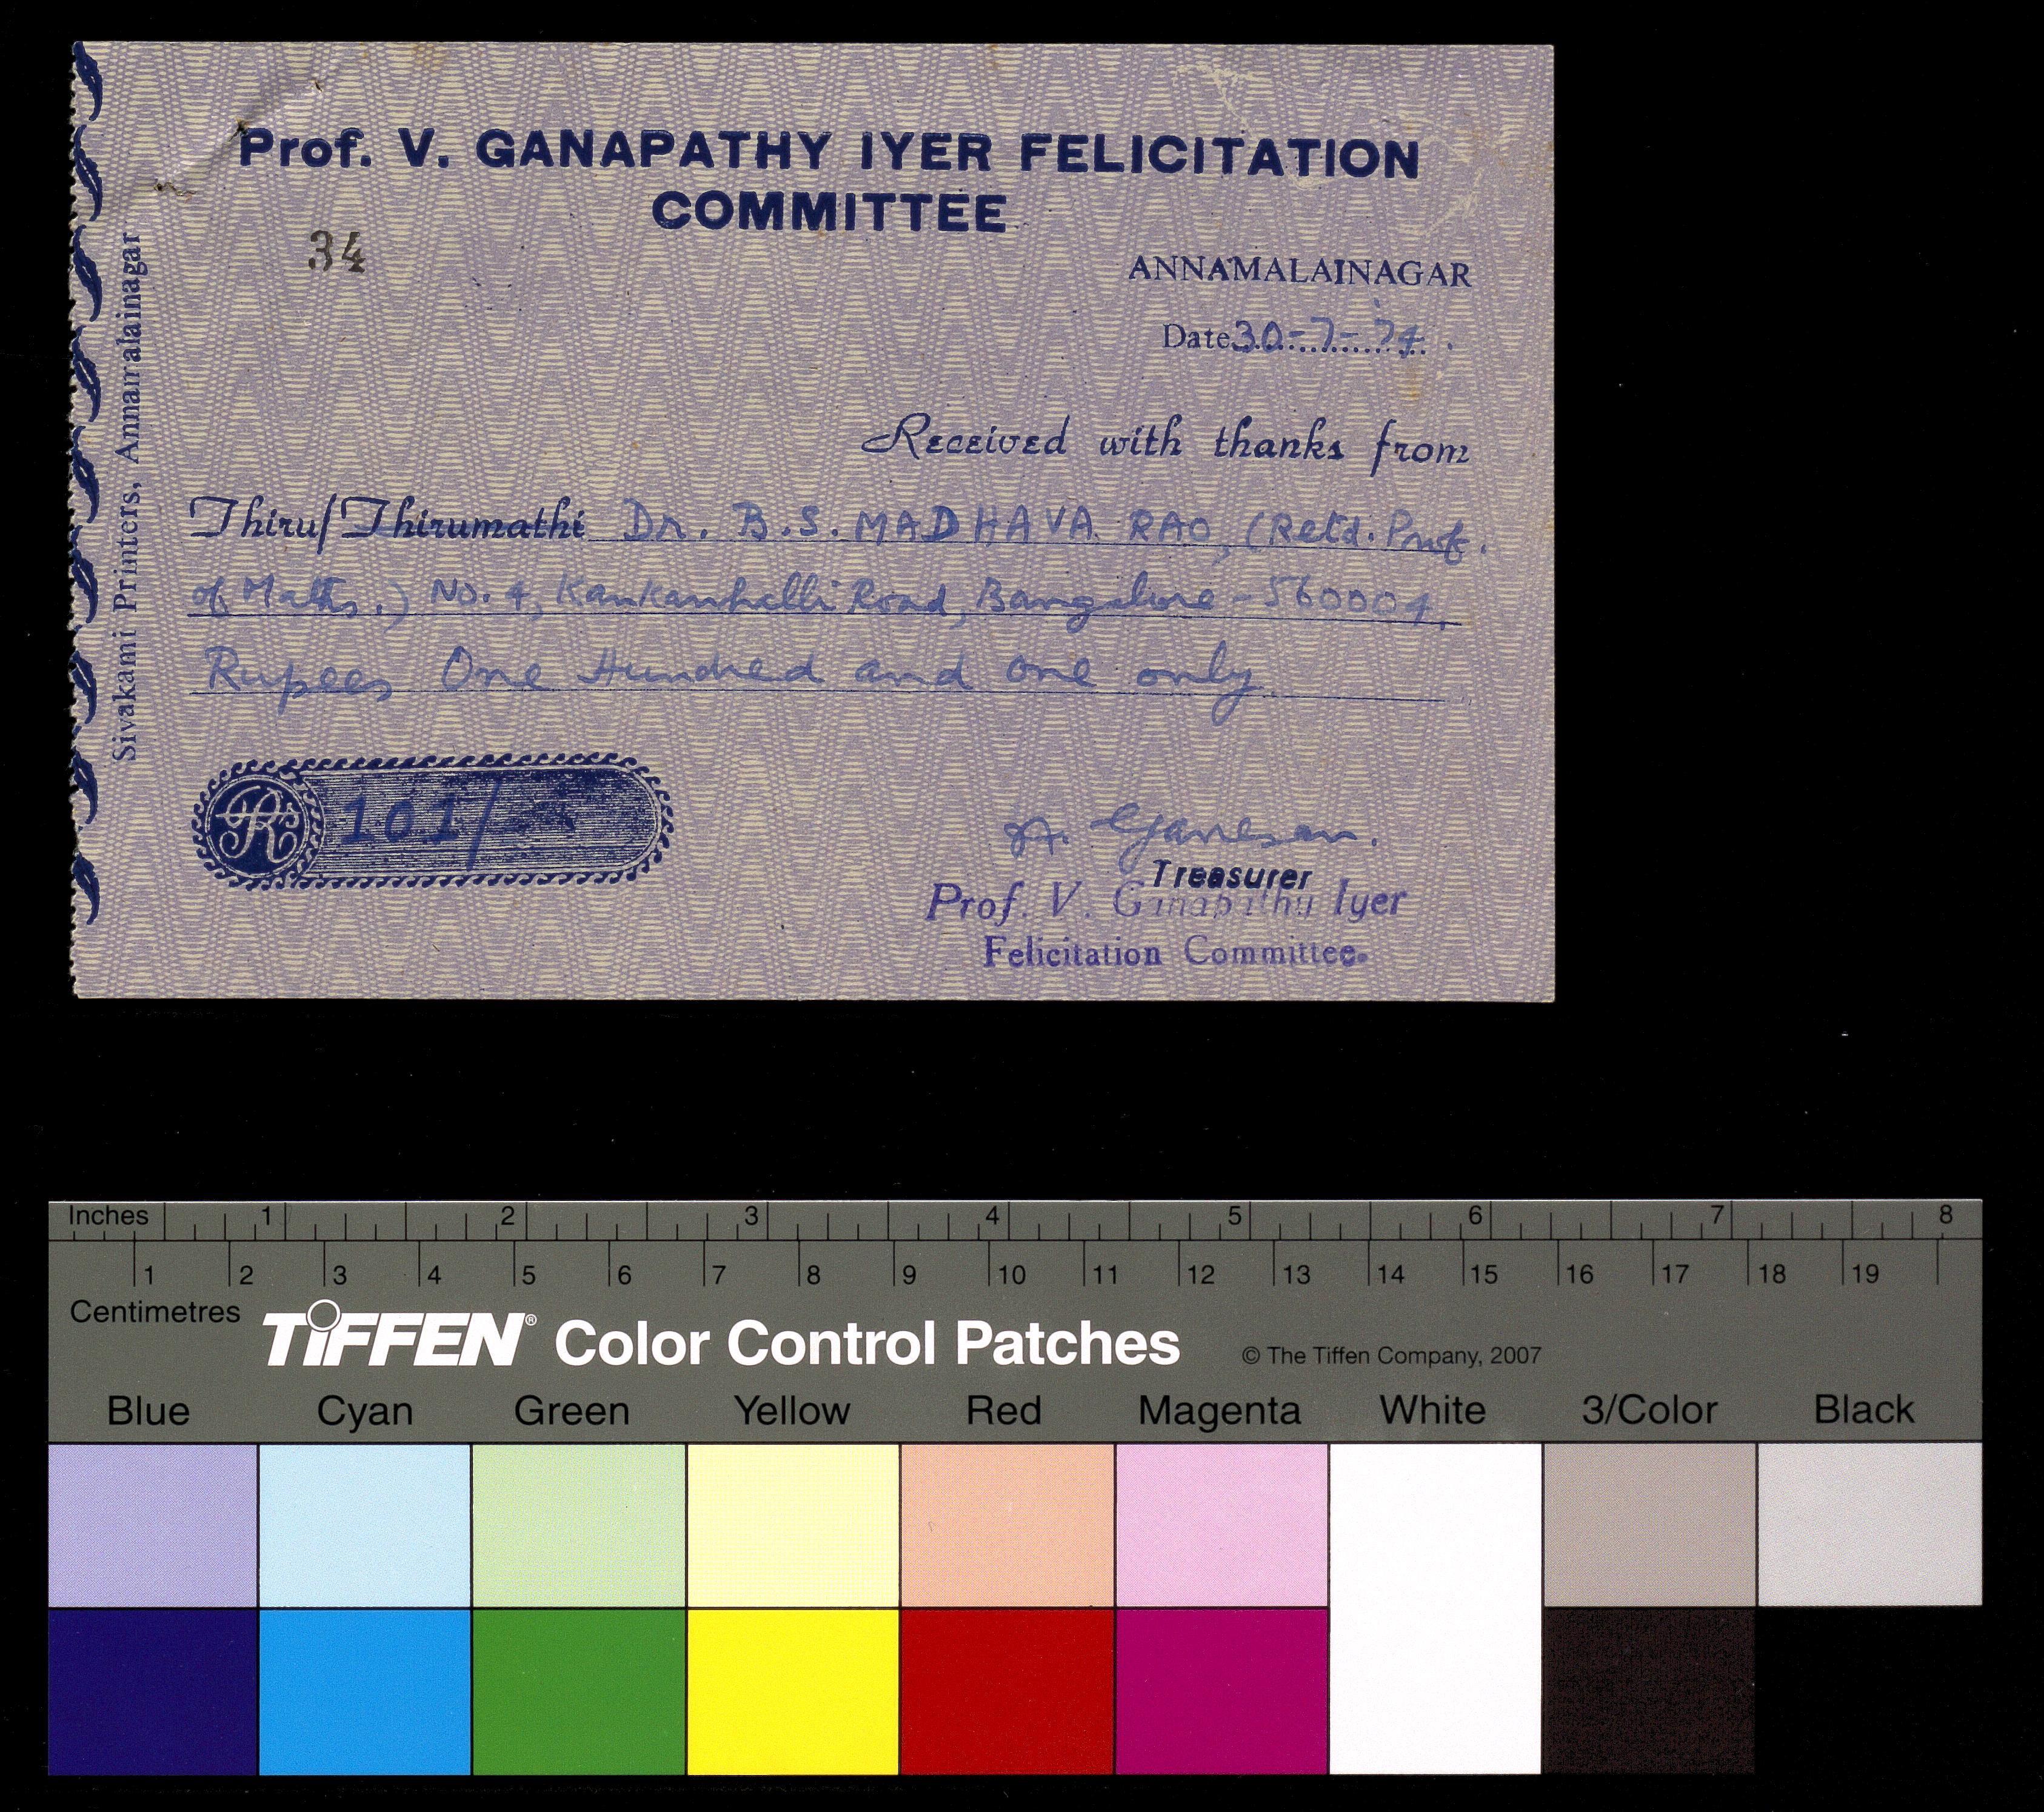 Prof. V. GANAPATHY IYER FELICITATION
COMMITTEE
34
ANNAMALAINAGAR
Date 30-7-74.
Received with thanks from
Thiru/Thirumathi Dr. B.S. MADHAVA RAO, (Retd. Prof.
of Maths.) No. 4, Kankanhalli Road, Bangalore - 560004,
Rupees One Hundred and one only
Rs 101/
A. Ganesan.
Treasurer
Prof. V. Ganapathy Iyer
Felicitation Committee.
Sivakami Printers, Annamalainagar
Inches 1 2 3 4 5 6 7 8
1 2 3 4 5 6 7 8 9 10 11 12 13 14 15 16 17 18 19
Centimetres
TIFFEN® Color Control Patches © The Tiffen Company, 2007
Blue Cyan Green Yellow Red Magenta White 3/Color Black